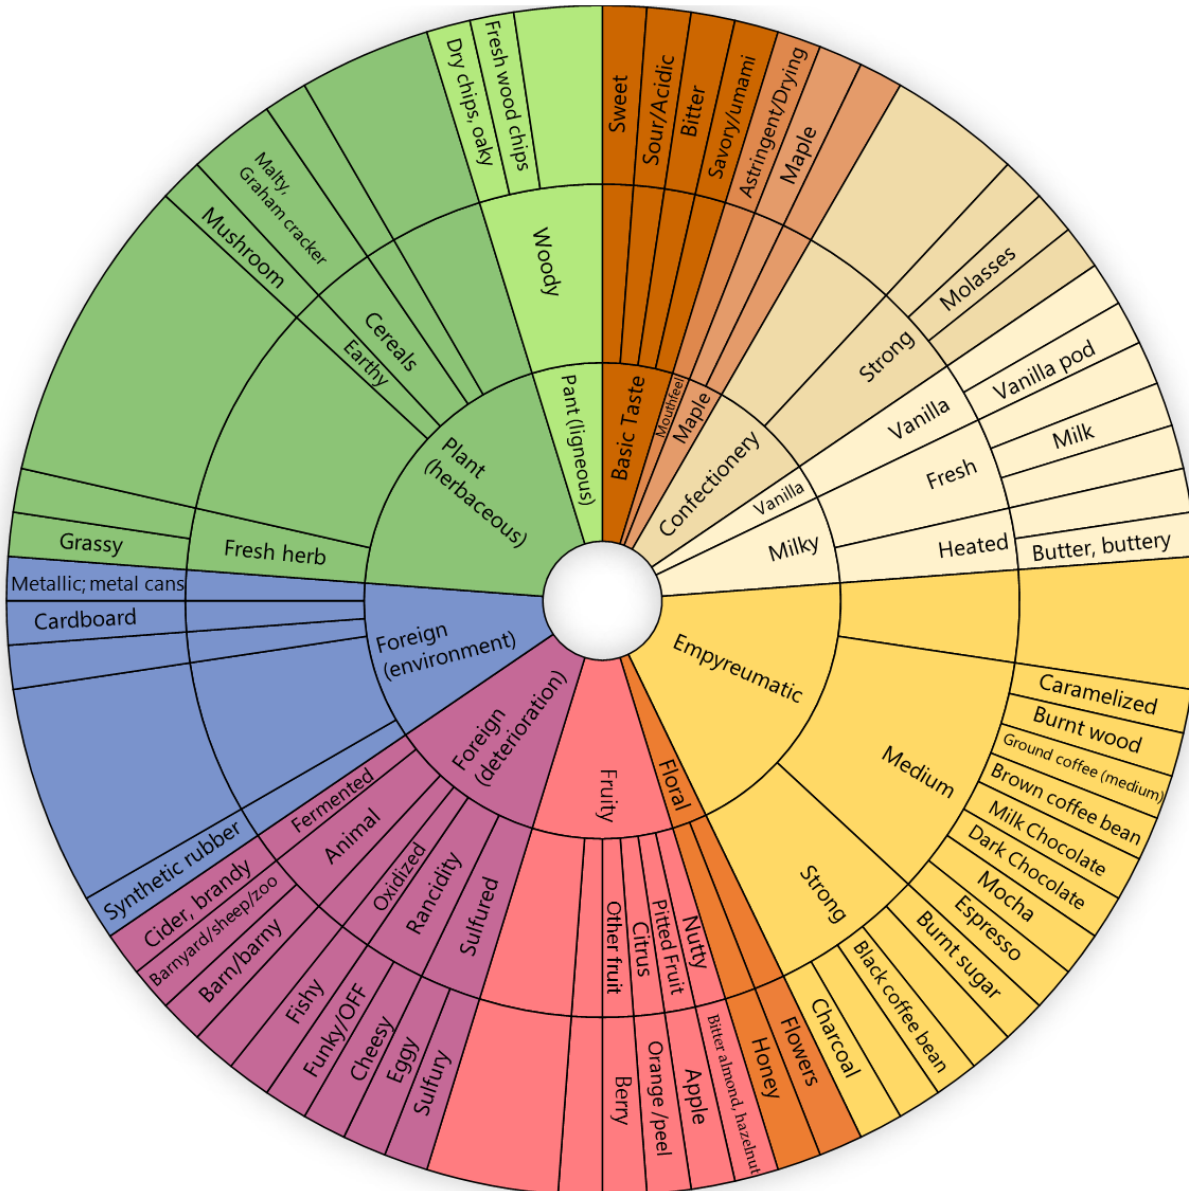 Sweet
Sour/Acidic
Bitter
Savory/umami
Astringent/Drying
Maple
Molasses
Vanilla pod
Milk
Butter, buttery
Caramelized
Burnt wood
Ground coffee (medium)
Brown coffee bean
Milk Chocolate
Dark Chocolate
Mocha
Espresso
Burnt sugar
Black coffee bean
Charcoal
Flowers
Honey
Bitter almond, hazelnut
Apple
Orange /peel
Berry
Sulfury
Eggy
Cheesy
Funky/OFF
Fishy
Barn/barny
Barnyard/sheep/zoo
Cider, brandy
Synthetic rubber
Cardboard
Metallic; metal cans
Grassy
Mushroom
Malty,
Graham cracker
Dry chips, oaky
Fresh wood chips
Strong
Vanilla
Fresh
Heated
Medium
Strong
Nutty
Pitted Fruit
Citrus
Other fruit
Sulfured
Rancidity
Oxidized
Animal
Fermented
Fresh herb
Earthy
Cereals
Woody
Basic Taste
Mouthfeel
Maple
Confectionery
Vanilla
Milky
Empyreumatic
Floral
Fruity
Foreign
(deterioration)
Foreign
(environment)
Plant
(herbaceous)
Pant (ligneous)